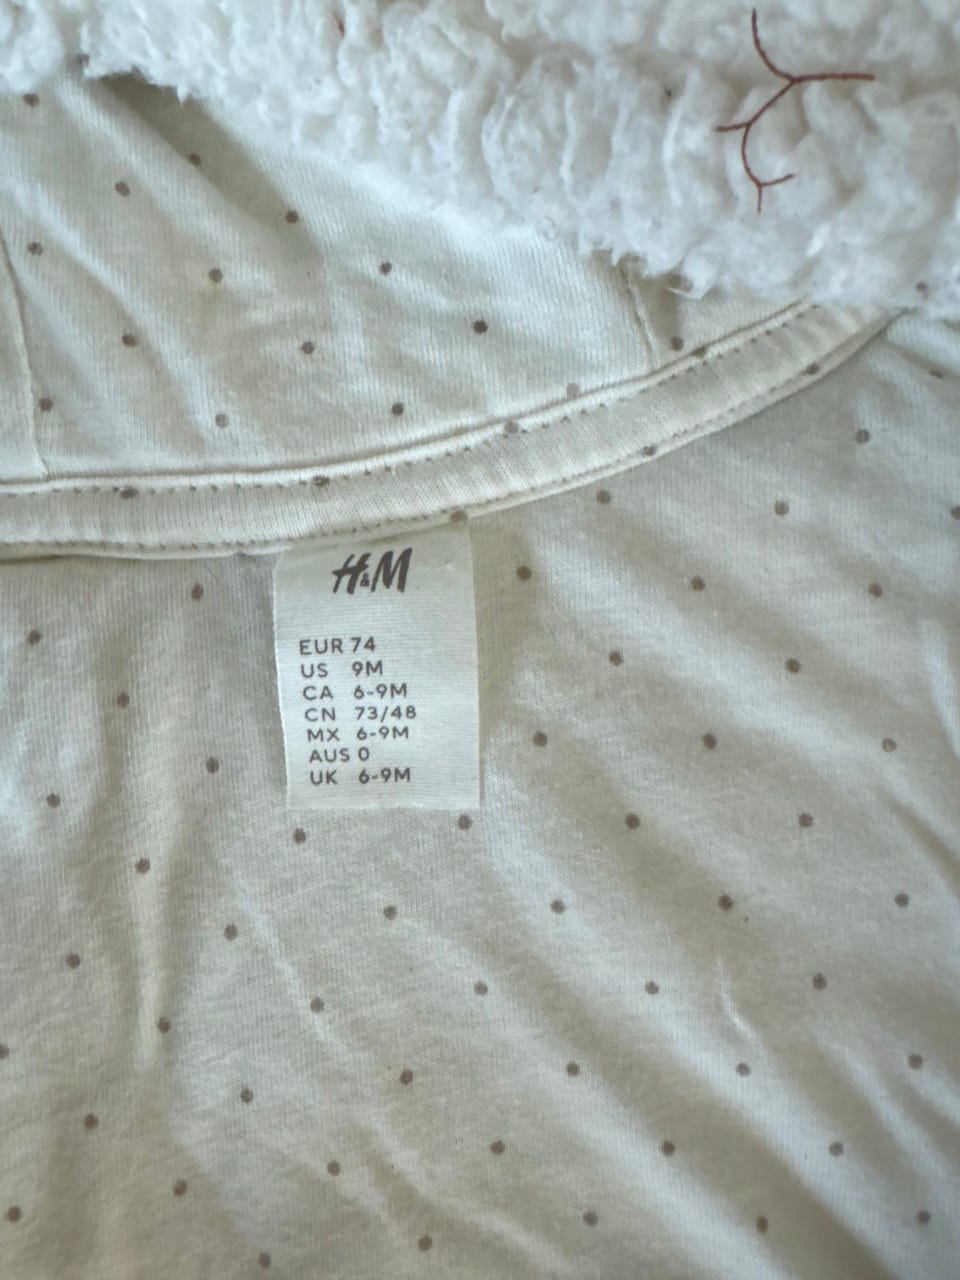 H&M
EUR 74
US 9M
CA 6-9M
CN 73/48
MX 6-9M
AUS 0
UK 6-9M